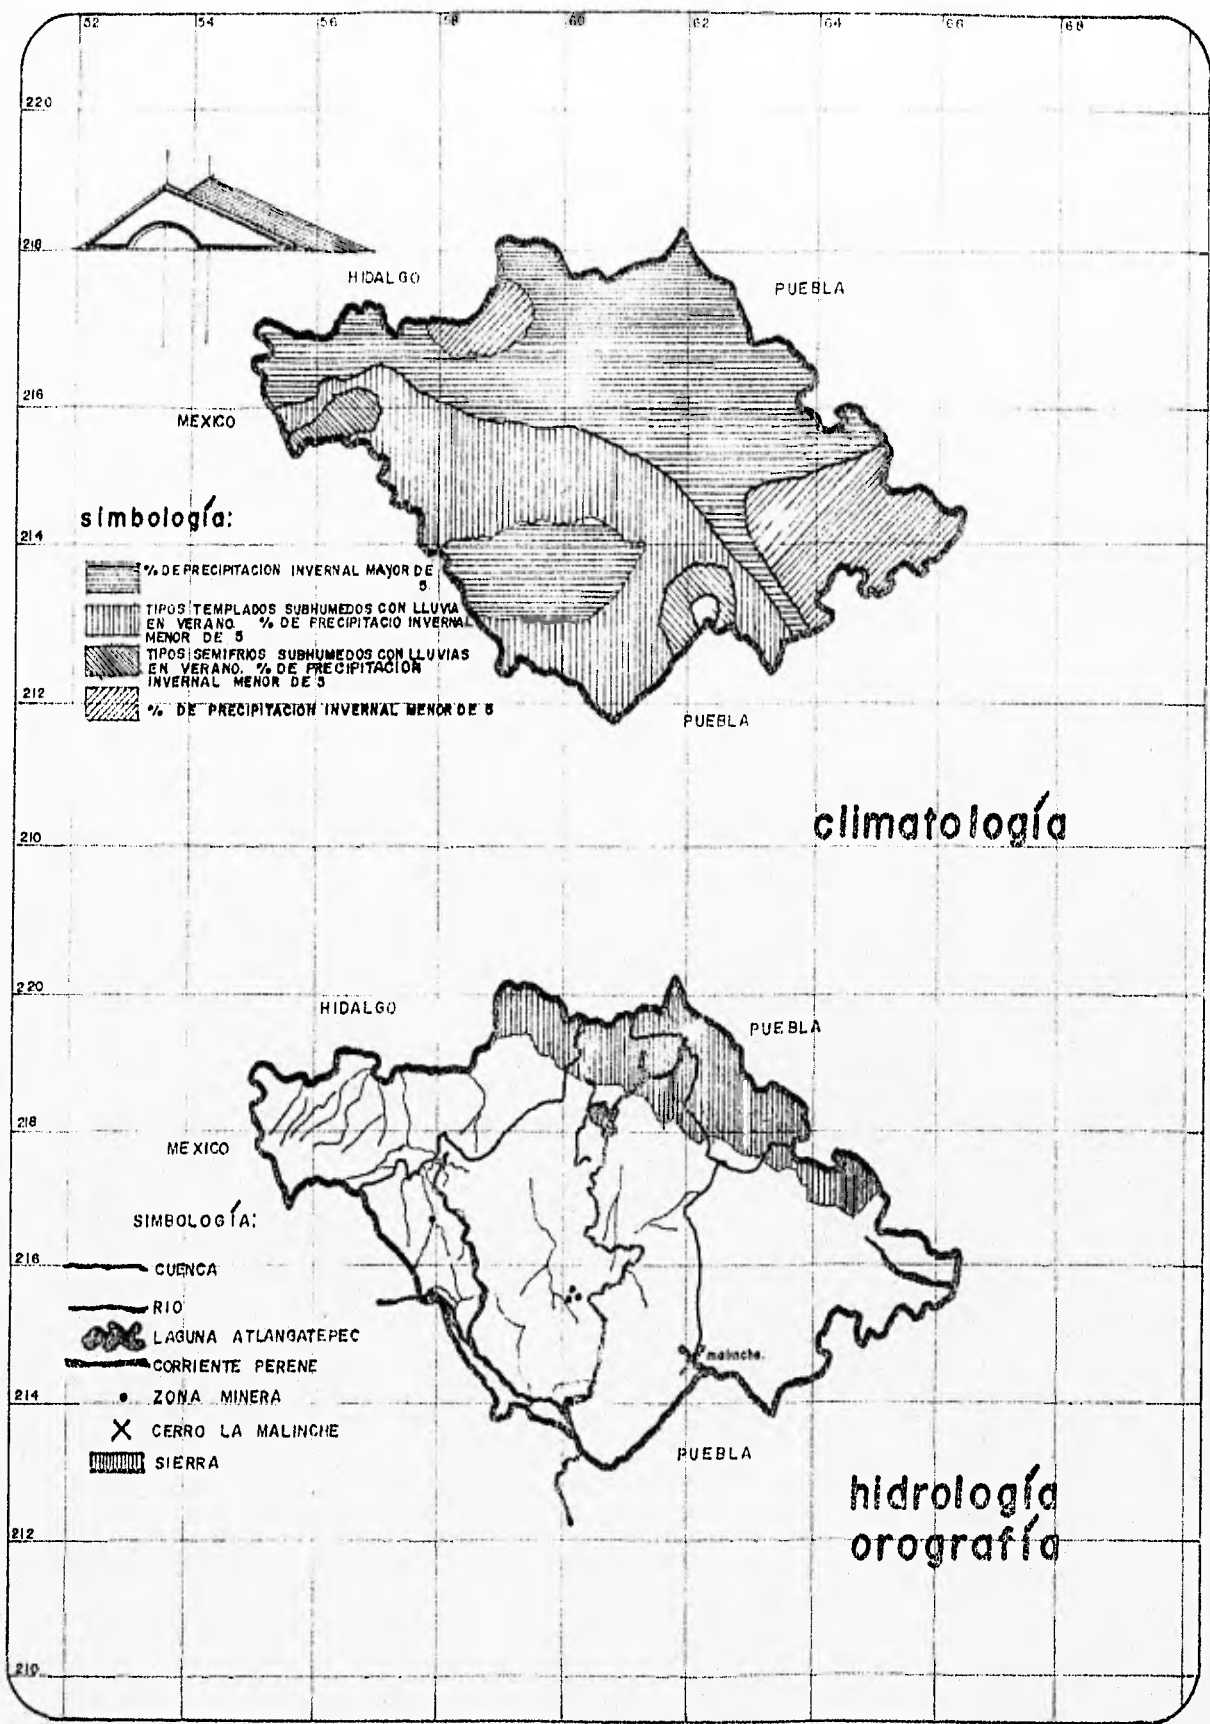 52 54 56 58 60 62 64 66 68
220
218
HIDALGO
PUEBLA
216
MEXICO
simbología:
214
% DE PRECIPITACION INVERNAL MAYOR DE
5
TIPOS TEMPLADOS SUBHUMEDOS CON LLUVIA
EN VERANO. % DE PRECIPITACIO INVERNAL
MENOR DE 5
TIPOS SEMIFRIOS SUBHUMEDOS CON LLUVIAS
EN VERANO. % DE PRECIPITACION
INVERNAL MENOR DE 5
212
% DE PRECIPITACION INVERNAL MENOR DE 5
PUEBLA
climatología
210
220
HIDALGO
PUEBLA
218
MEXICO
SIMBOLOGÍA:
216
CUENCA
RIO
LAGUNA ATLANGATEPEC
CORRIENTE PERENE
malinche.
214
ZONA MINERA
CERRO LA MALINCHE
SIERRA
PUEBLA
hidrología
orografía
212
210